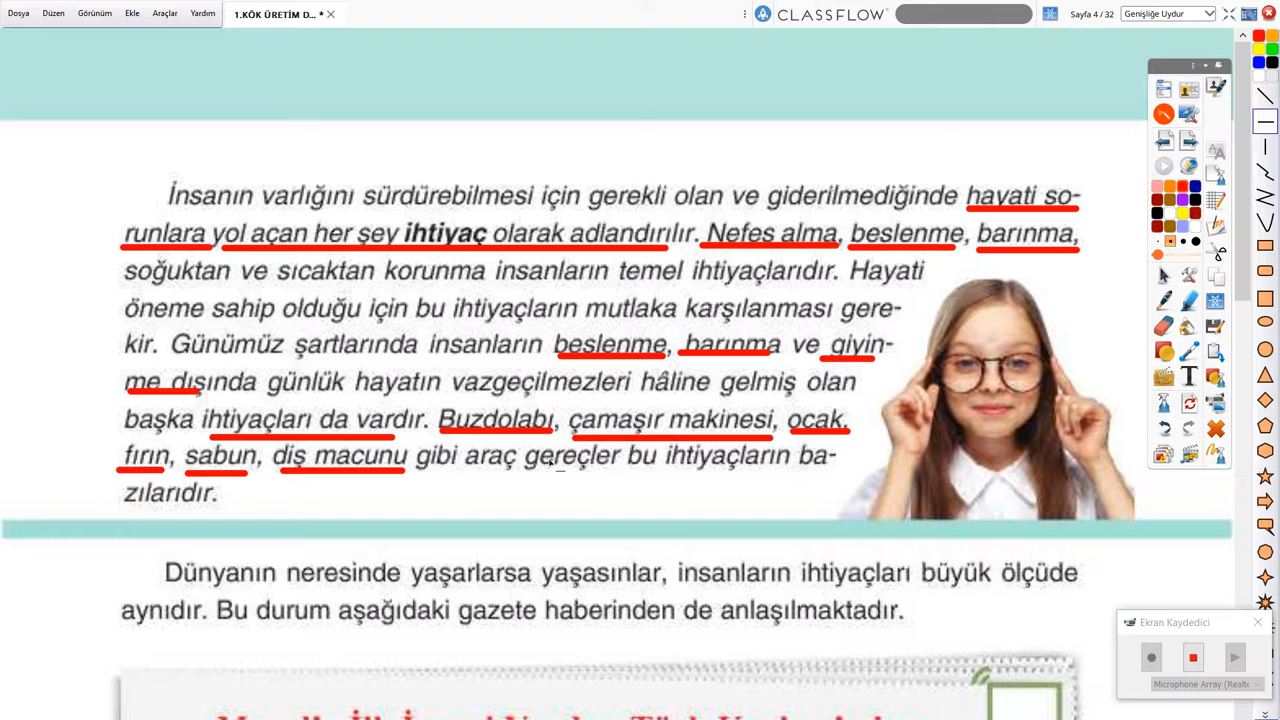 Dosya Düzen Görünüm Ekle Araçlar Yardım 1.KÖK ÜRETİM D... * CLASSFLOW Sayfa 4 / 32 Genişliğe Uydur
İnsanın varlığını sürdürebilmesi için gerekli olan ve giderilmediğinde hayati so-
runlara yol açan her şey ihtiyaç olarak adlandırılır. Nefes alma, beslenme, barınma,
soğuktan ve sıcaktan korunma insanların temel ihtiyaçlarıdır. Hayati
öneme sahip olduğu için bu ihtiyaçların mutlaka karşılanması gere-
kir. Günümüz şartlarında insanların beslenme, barınma ve giyin-
me dışında günlük hayatın vazgeçilmezleri hâline gelmiş olan
başka ihtiyaçları da vardır. Buzdolabı, çamaşır makinesi, ocak,
fırın, sabun, diş macunu gibi araç gereçler bu ihtiyaçların ba-
zılarıdır.
Dünyanın neresinde yaşarlarsa yaşasınlar, insanların ihtiyaçları büyük ölçüde
aynıdır. Bu durum aşağıdaki gazete haberinden de anlaşılmaktadır.
Ekran Kaydedici
Microphone Array (Realt